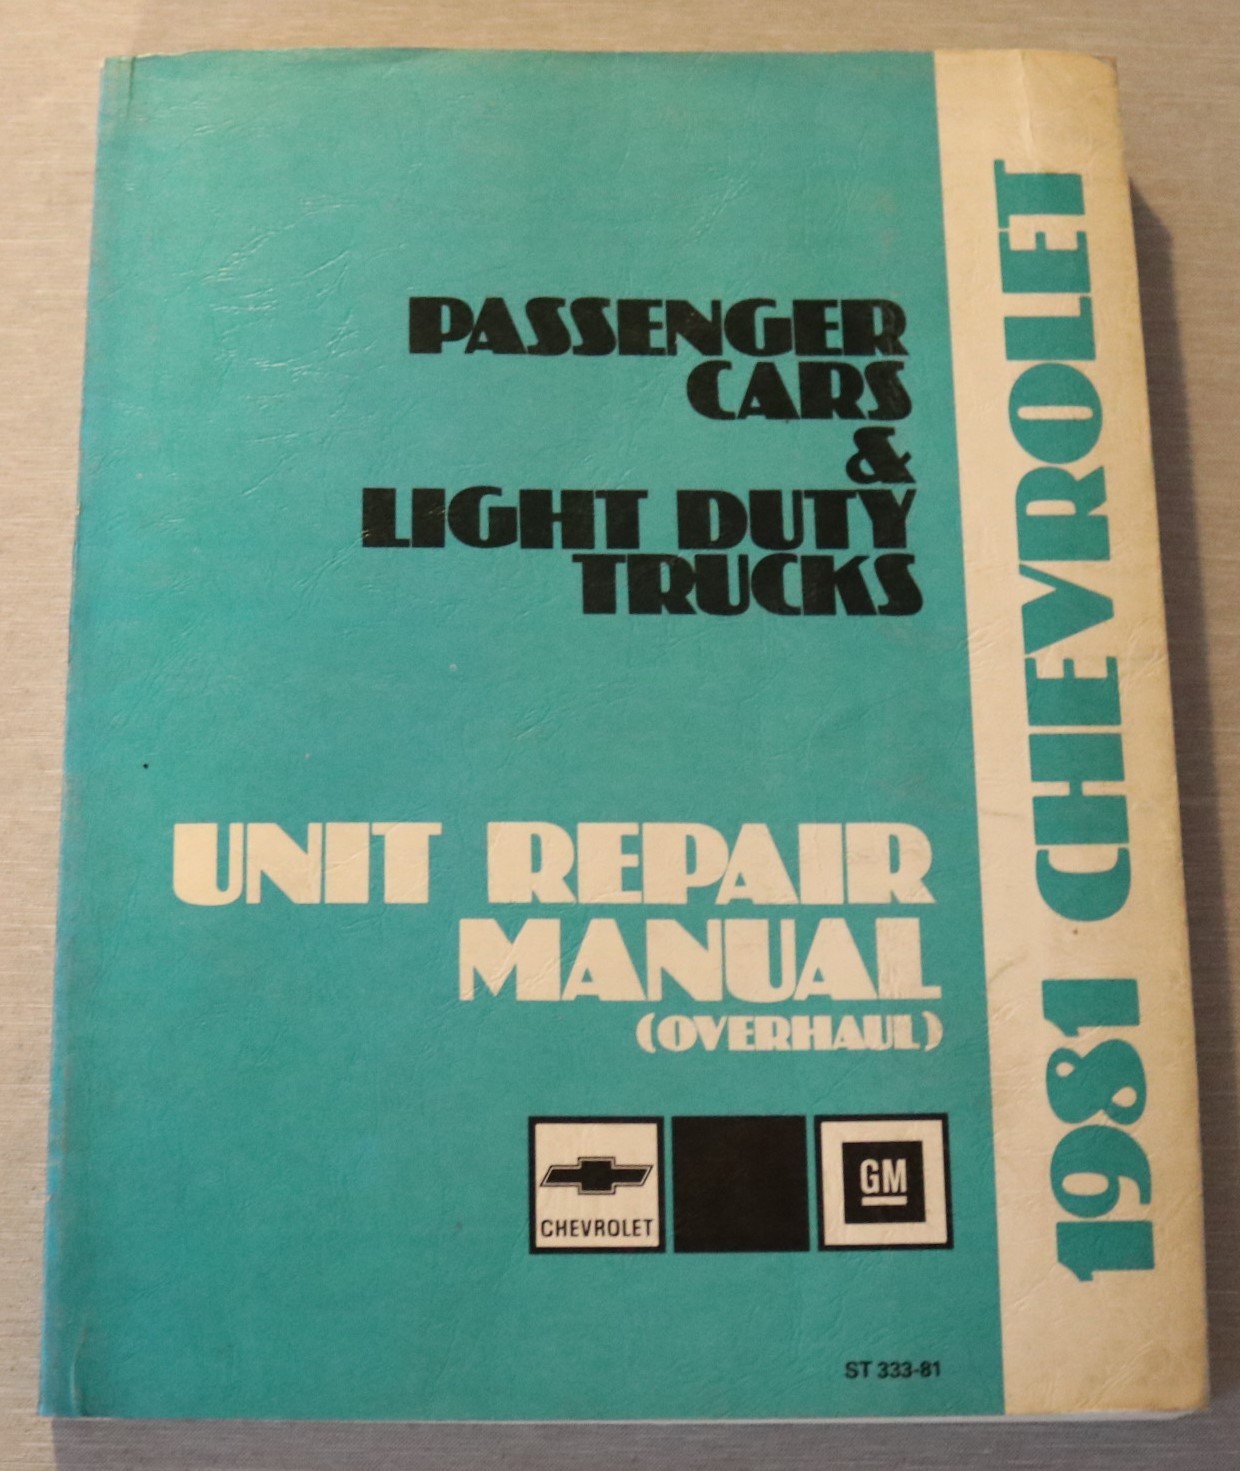 PASSENGER
CARS
&
LIGHT DUTY
TRUCKS
UNIT REPAIR
MANUAL
(OVERHAUL)
CHEVROLET
GM
ST 333-81
1981 CHEVROLET